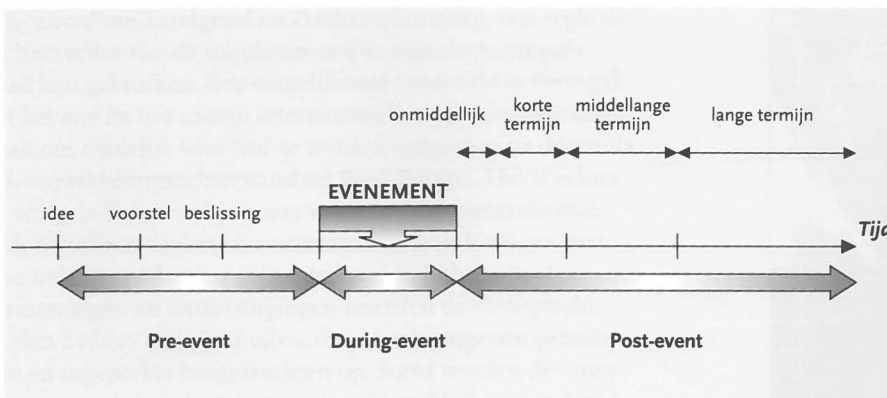 onmiddellijk
korte
termijn
middellange
termijn
lange termijn
EVENEMENT
idee voorstel beslissing
Tijd
Pre-event During-event Post-event